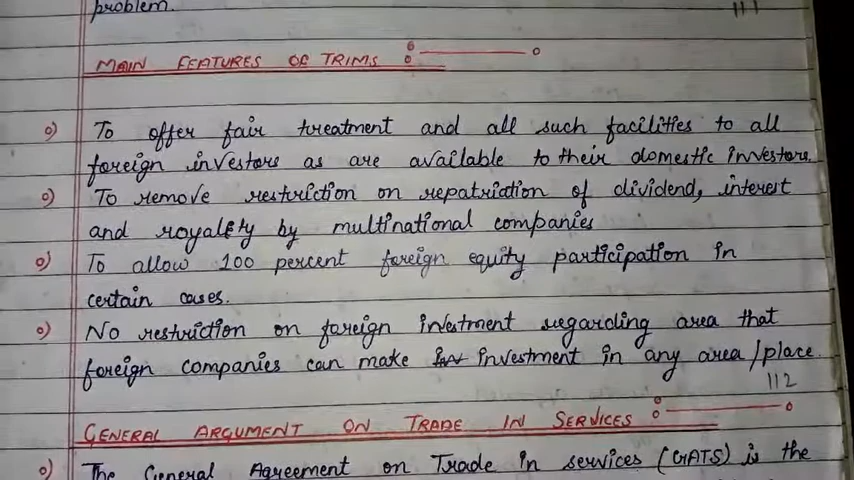 problem.
111
MAIN FEATURES OF TRIMS :
o) To offer fair treatment and all such facilities to all
foreign investors as are available to their domestic investors.
o) To remove restriction on repatriation of dividend, interest
and royality by multinational companies
o) To allow 100 percent foreign equity participation in
certain cases.
o) No restriction on foreign investment regarding area that
foreign companies can make investment in any area/place
112
GENERAL ARGUMENT ON TRADE IN SERVICES :
o) The General Agreement on Trade in services (GATS) is the